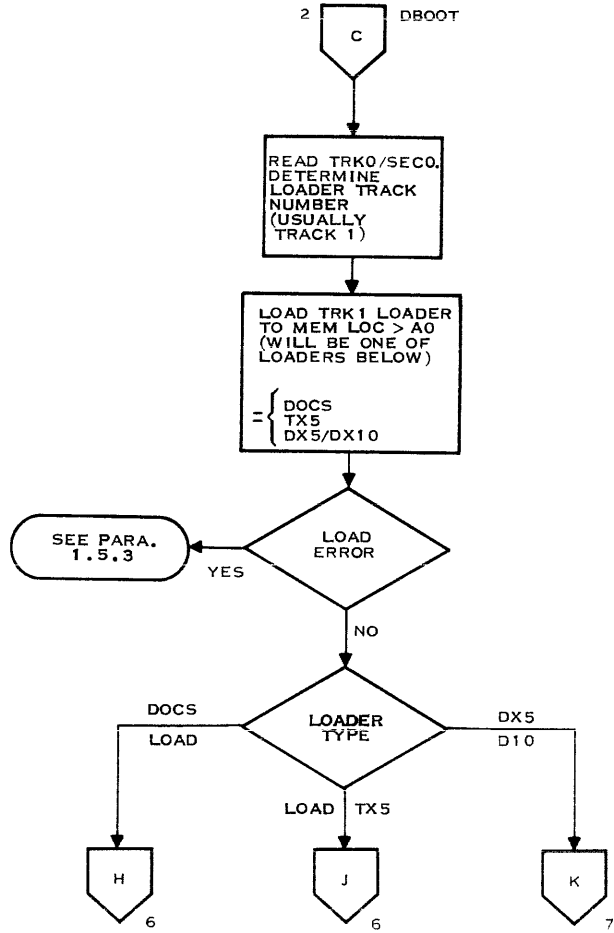 2 DBOOT
C
READ TRK0/SEC0.
DETERMINE
LOADER TRACK
NUMBER
(USUALLY
TRACK 1)
LOAD TRK1 LOADER
TO MEM LOC > A0
(WILL BE ONE OF
LOADERS BELOW)
= { DOCS
TX5
DX5/DX10
LOAD
ERROR
SEE PARA.
1.5.3
YES
NO
LOADER
TYPE
DOCS
LOAD
DX5
D10
LOAD TX5
H
J
K
6
6
7